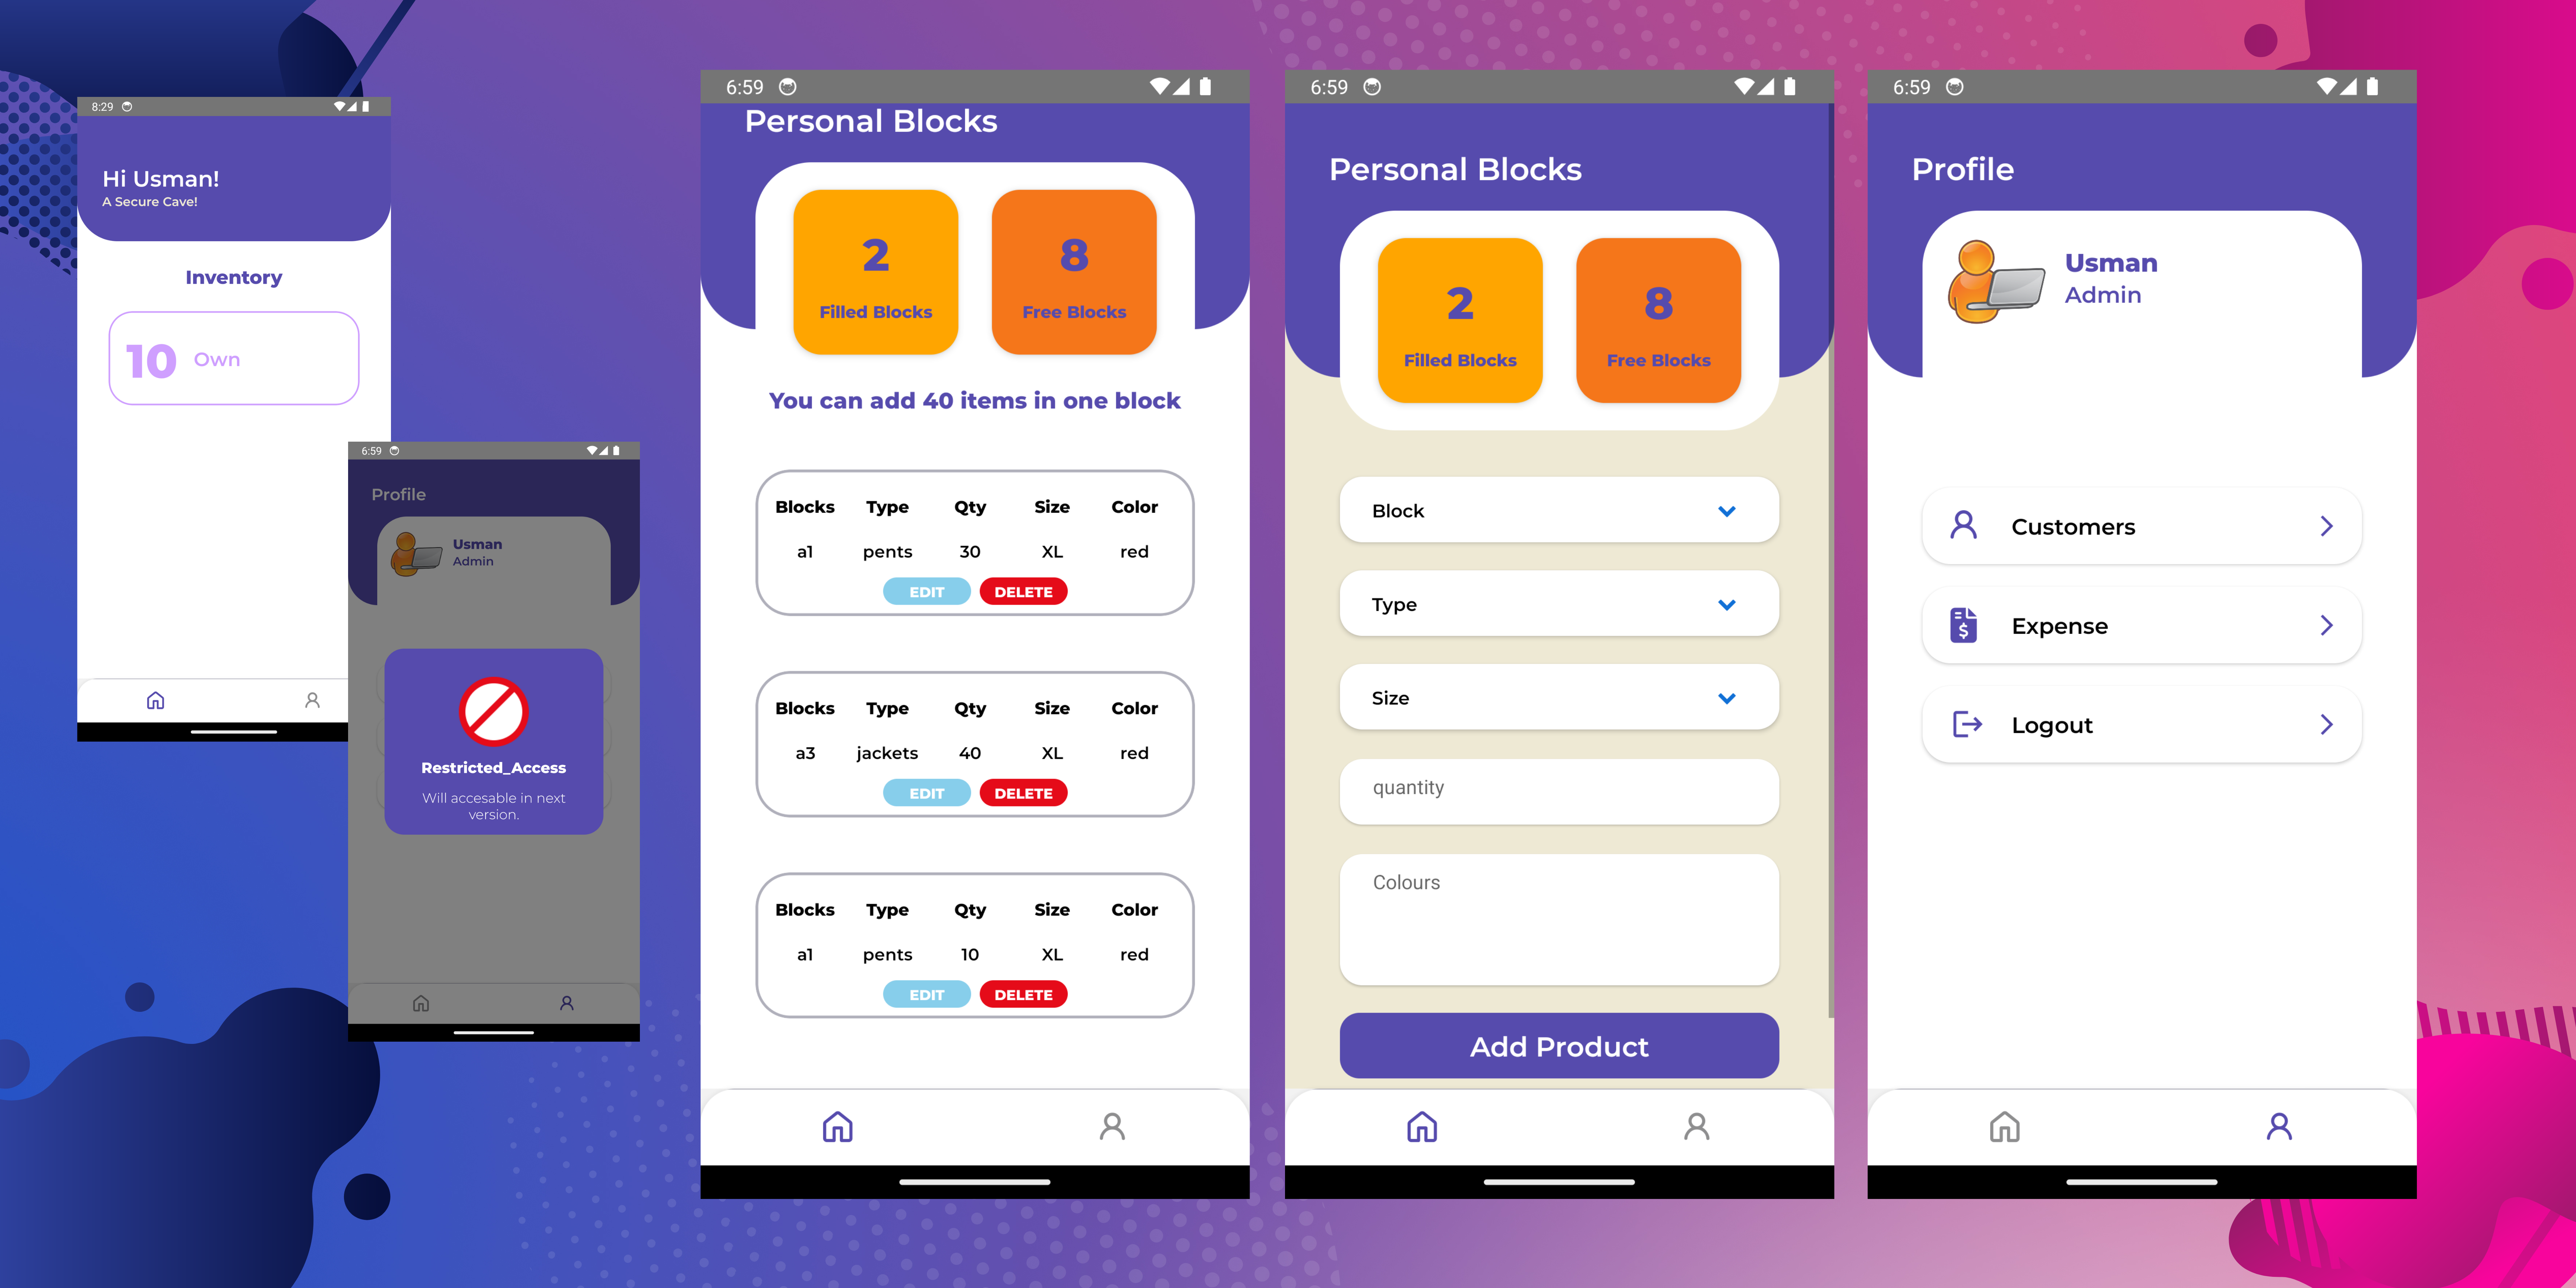 8:29
Hi Usman!
A Secure Cave!
Inventory
10 Own
6:59
Profile
Usman
Admin
Restricted_Access
Will accesable in next
version.
6:59
Personal Blocks
2
Filled Blocks
8
Free Blocks
You can add 40 items in one block
Blocks Type Qty Size Color
a1 pents 30 XL red
EDIT DELETE
Blocks Type Qty Size Color
a3 jackets 40 XL red
EDIT DELETE
Blocks Type Qty Size Color
a1 pents 10 XL red
EDIT DELETE
6:59
Personal Blocks
2
Filled Blocks
8
Free Blocks
Block
Type
Size
quantity
Colours
Add Product
6:59
Profile
Usman
Admin
Customers
Expense
Logout